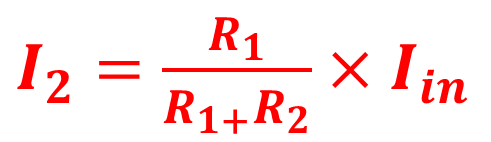 I₂ = R₁ / (R₁₊R₂) × Iᵢₙ